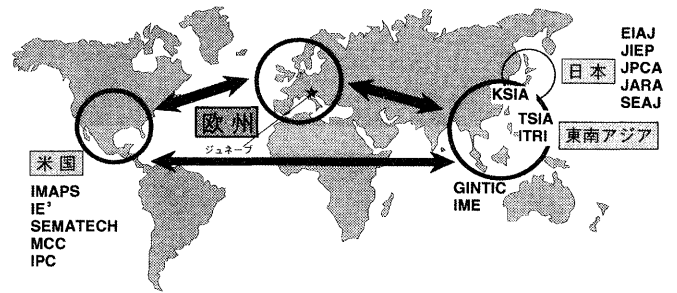 EIAJ
JIEP
JPCA
JARA
SEAJ
日本
KSIA
TSIA
ITRI
東南アジア
欧州
ジュネーブ
米国
IMAPS
IE³
SEMATECH
MCC
IPC
GINTIC
IME